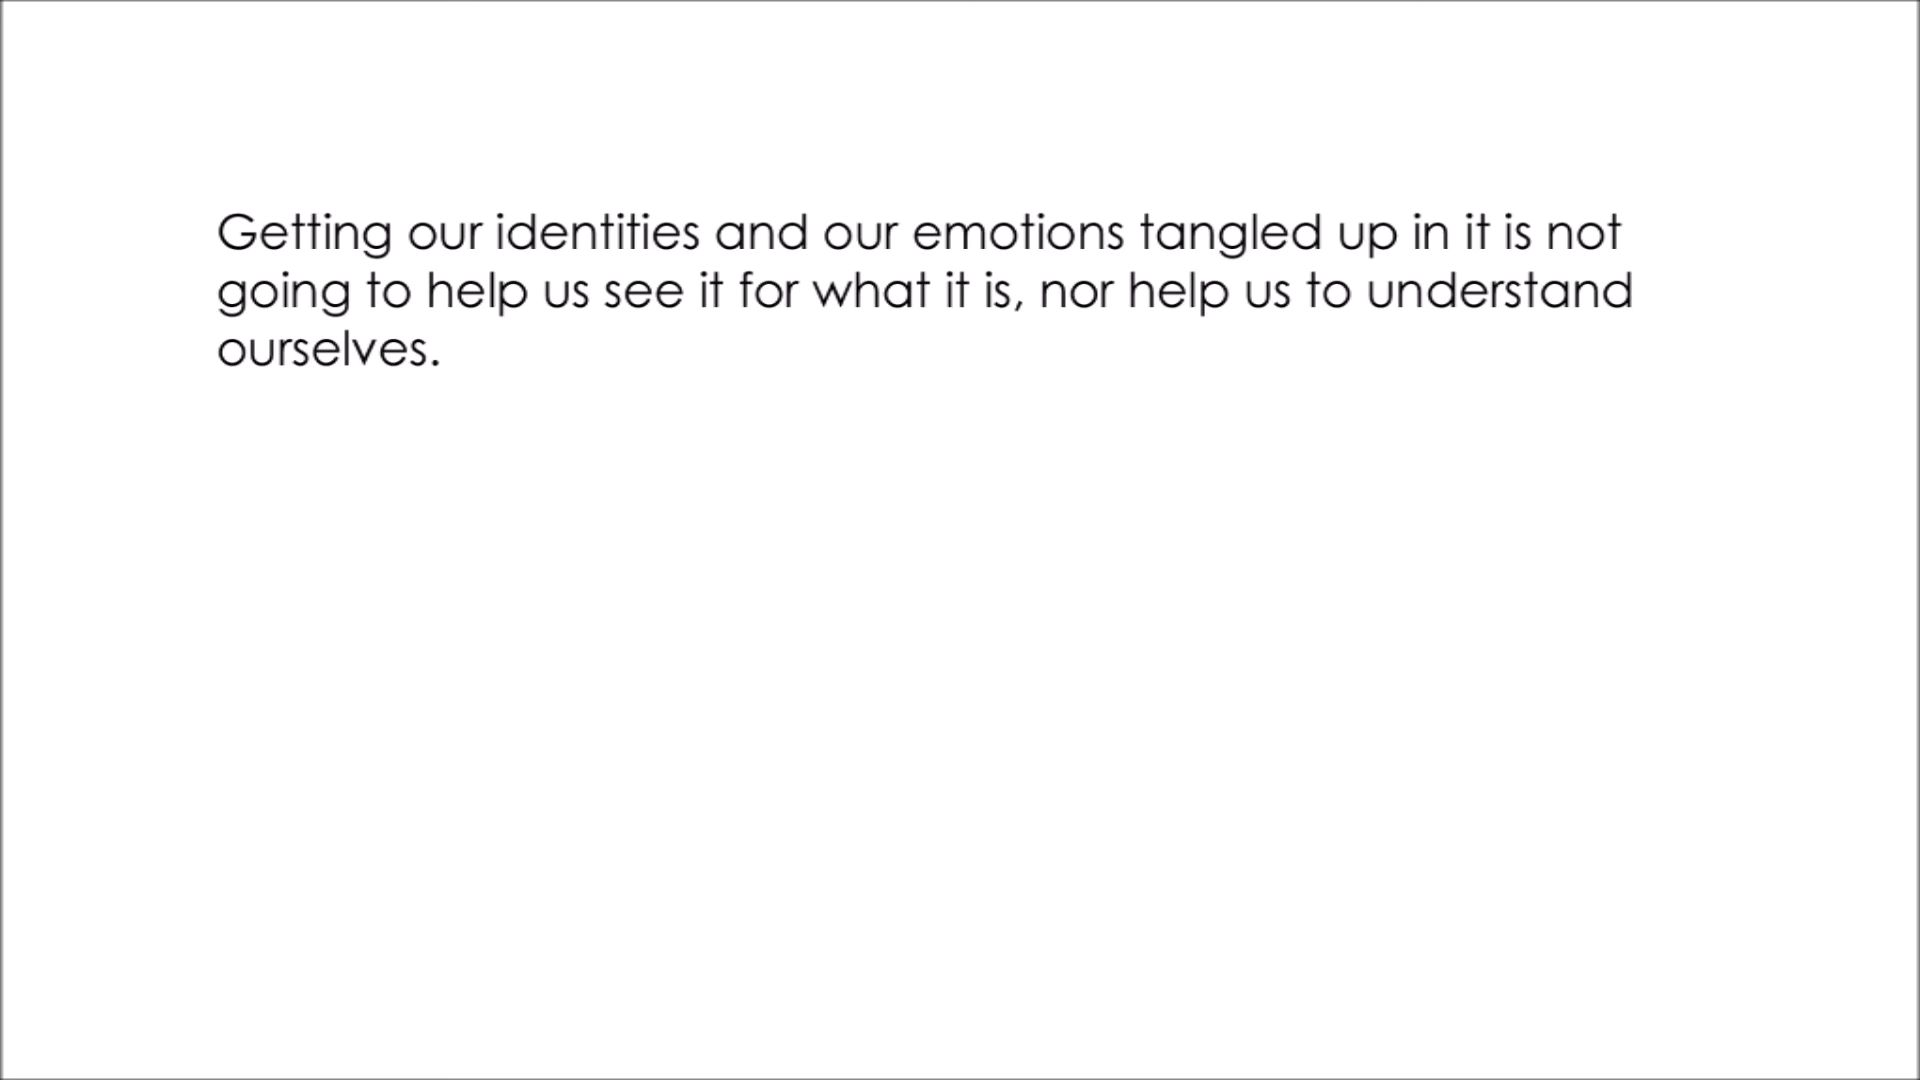 Getting our identities and our emotions tangled up in it is not
going to help us see it for what it is, nor help us to understand
ourselves.